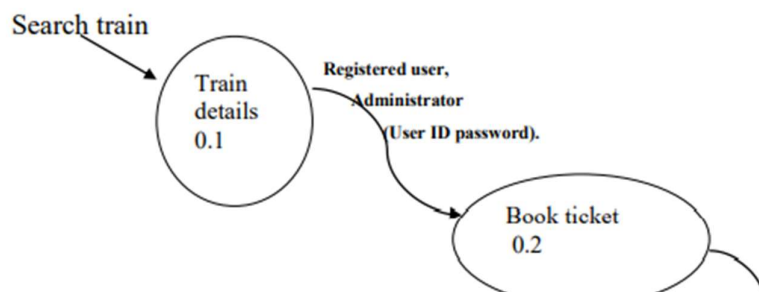 Search train
Train
details
0.1
Registered user,
Administrator
(User ID password).
Book ticket
0.2